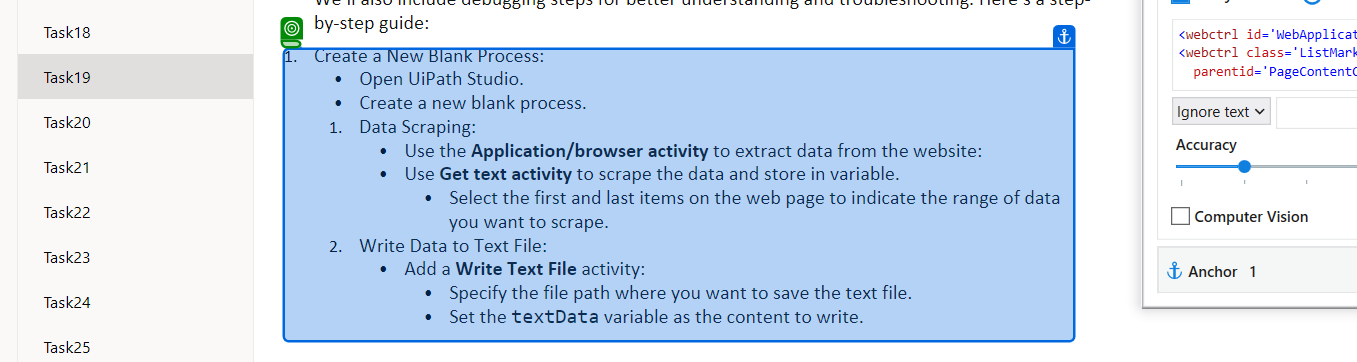 Task18
Task19
Task20
Task21
Task22
Task23
Task24
Task25
by-step guide:
1. Create a New Blank Process:
• Open UiPath Studio.
• Create a new blank process.
1. Data Scraping:
• Use the Application/browser activity to extract data from the website:
• Use Get text activity to scrape the data and store in variable.
• Select the first and last items on the web page to indicate the range of data
you want to scrape.
2. Write Data to Text File:
• Add a Write Text File activity:
• Specify the file path where you want to save the text file.
• Set the textData variable as the content to write.
<webctrl id='WebApplicat
<webctrl class='ListMark
parentid='PageContentC
Ignore text
Accuracy
Computer Vision
Anchor 1